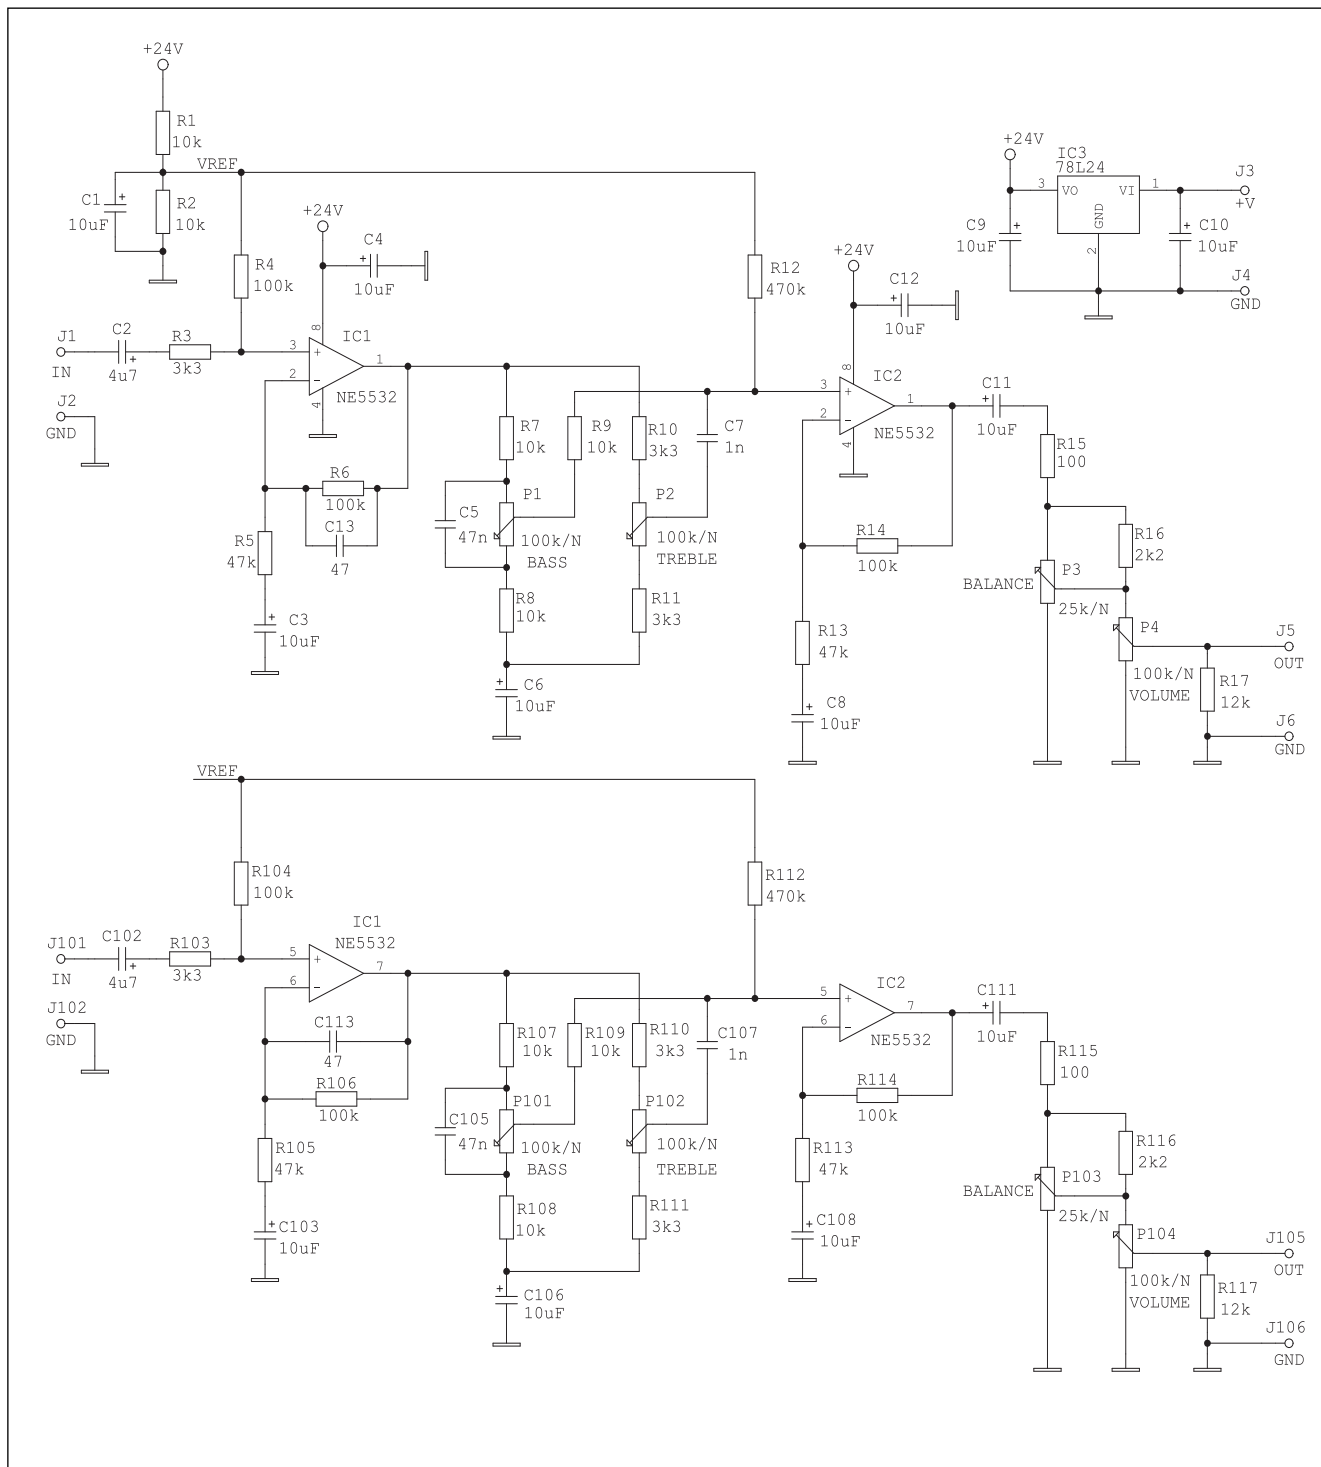 +24V
R1
10k
VREF
C1
+
10uF
R2
10k
+24V
C4
+
10uF
R4
100k
J1
IN
C2
+
4u7
R3
3k3
J2
GND
8
IC1
3
+
1
2
-
4
NE5532
R6
100k
C13
47
R5
47k
+
C3
10uF
R7
10k
R9
10k
R10
3k3
C7
1n
C5
47n
P1
100k/N
BASS
P2
100k/N
TREBLE
R8
10k
R11
3k3
+
C6
10uF
R12
470k
+24V
C12
+
10uF
8
IC2
3
+
1
2
-
4
NE5532
C11
+
10uF
R14
100k
R13
47k
+
C8
10uF
R15
100
R16
2k2
P3
BALANCE
25k/N
P4
100k/N
VOLUME
J5
OUT
R17
12k
J6
GND
+24V
IC3
78L24
3
VO
VI
1
GND
2
J3
+V
C9
+
10uF
+
C10
10uF
J4
GND
VREF
R104
100k
R112
470k
J101
IN
C102
+
4u7
R103
3k3
J102
GND
IC1
NE5532
5
+
7
6
-
C113
47
R106
100k
R105
47k
+
C103
10uF
R107
10k
R109
10k
R110
3k3
C107
1n
C105
47n
P101
100k/N
BASS
P102
100k/N
TREBLE
R108
10k
R111
3k3
+
C106
10uF
IC2
5
+
7
6
-
NE5532
C111
+
10uF
R114
100k
R113
47k
+
C108
10uF
R115
100
R116
2k2
P103
BALANCE
25k/N
P104
100k/N
VOLUME
J105
OUT
R117
12k
J106
GND